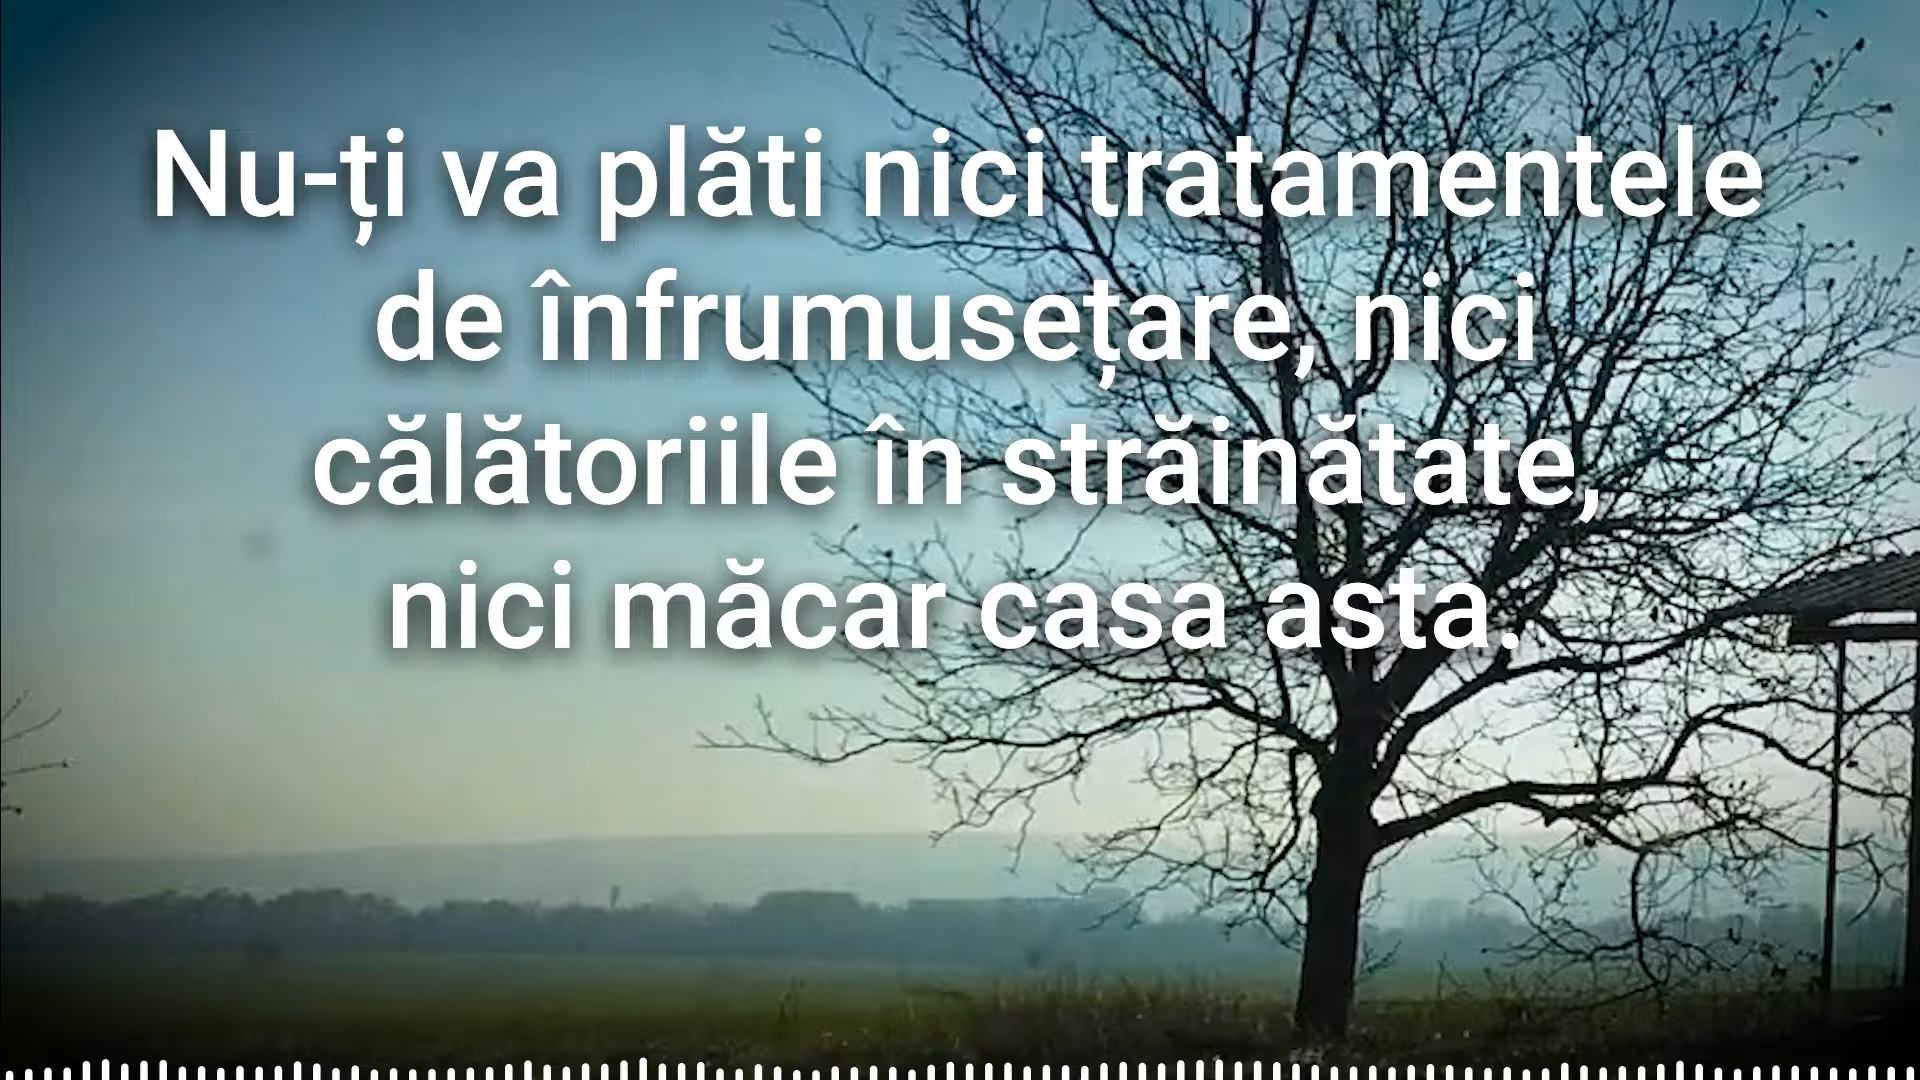 Nu-ți va plăti nici tratamentele
de înfrumusețare, nici
călătoriile în străinătate,
nici măcar casa asta.